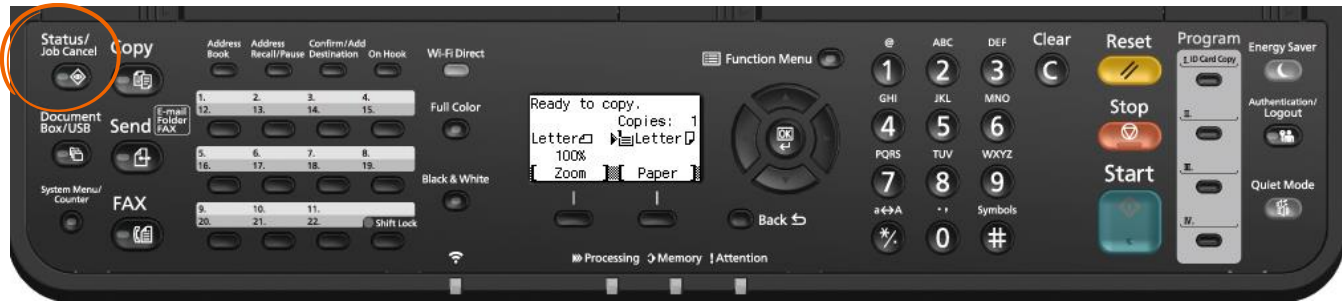 Status/
Job Cancel
Copy
Address
Book
Address
Recall/Pause
Confirm/Add
Destination
On Hook
Wi-Fi Direct
Function Menu
@
ABC
DEF
Clear
Reset
Program
Energy Saver
1
2
3
C
I. ID Card Copy
1. 2. 3. 4.
12. 13. 14. 15.
Full Color
Ready to copy.
Copies: 1
Letter Letter
100%
[ Zoom ] [ Paper ]
OK
GHI
JKL
MNO
4
5
6
Stop
II.
Authentication/
Logout
Document
Box/USB
Send
E-mail
Folder
FAX
5. 6. 7. 8.
16. 17. 18. 19.
Black & White
PQRS
TUV
WXYZ
7
8
9
Start
III.
Quiet Mode
System Menu/
Counter
FAX
9. 10. 11.
20. 21. 22. Shift Lock
Back
a↔A
Symbols
*/.
0
#
IV.
Processing Memory ! Attention